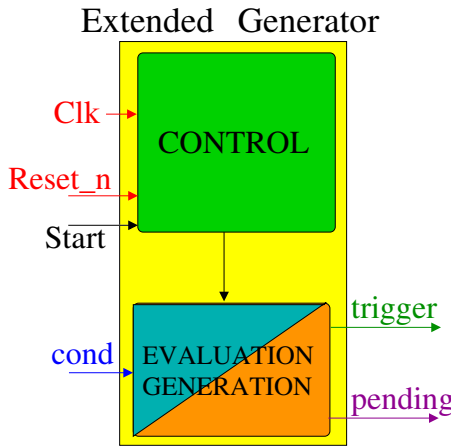 Extended Generator
Clk
CONTROL
Reset_n
Start
trigger
cond
EVALUATION
GENERATION
pending